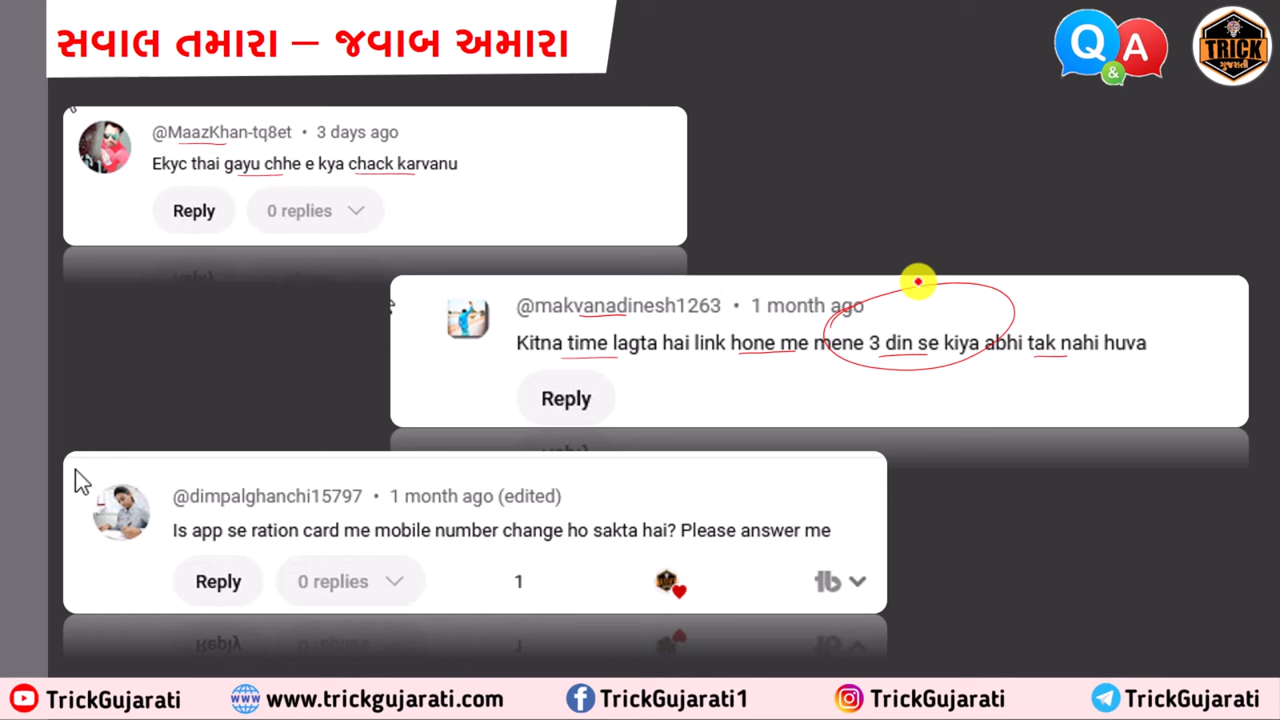 સવાલ તમારા – જવાબ અમારા
Q & A
TRICK
ગુજરાતી
@MaazKhan-tq8et • 3 days ago
Ekyc thai gayu chhe e kya chack karvanu
Reply 0 replies
@makvanadinesh1263 • 1 month ago
Kitna time lagta hai link hone me mene 3 din se kiya abhi tak nahi huva
Reply
@dimpalghanchi15797 • 1 month ago (edited)
Is app se ration card me mobile number change ho sakta hai? Please answer me
Reply 0 replies 1
TrickGujarati www.trickgujarati.com TrickGujarati1 TrickGujarati TrickGujarati